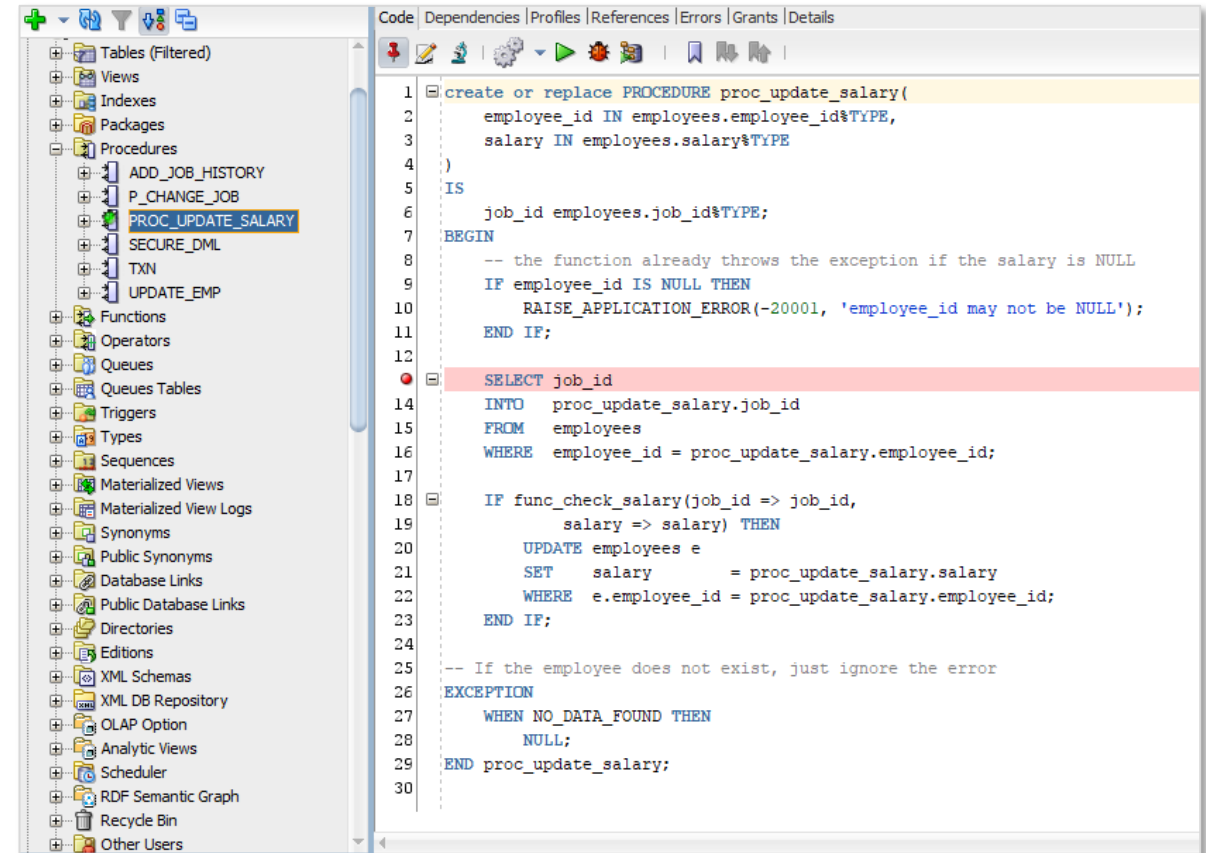 Tables (Filtered)
Views
Indexes
Packages
Procedures
ADD_JOB_HISTORY
P_CHANGE_JOB
PROC_UPDATE_SALARY
SECURE_DML
TXN
UPDATE_EMP
Functions
Operators
Queues
Queues Tables
Triggers
Types
Sequences
Materialized Views
Materialized View Logs
Synonyms
Public Synonyms
Database Links
Public Database Links
Directories
Editions
XML Schemas
XML DB Repository
OLAP Option
Analytic Views
Scheduler
RDF Semantic Graph
Recycle Bin
Other Users
Code | Dependencies | Profiles | References | Errors | Grants | Details
1 create or replace PROCEDURE proc_update_salary(
2     employee_id IN employees.employee_id%TYPE,
3     salary IN employees.salary%TYPE
4 )
5 IS
6     job_id employees.job_id%TYPE;
7 BEGIN
8     -- the function already throws the exception if the salary is NULL
9     IF employee_id IS NULL THEN
10         RAISE_APPLICATION_ERROR(-20001, 'employee_id may not be NULL');
11     END IF;
12
SELECT job_id
14     INTO   proc_update_salary.job_id
15     FROM   employees
16     WHERE  employee_id = proc_update_salary.employee_id;
17
18     IF func_check_salary(job_id => job_id,
19             salary => salary) THEN
20         UPDATE employees e
21         SET    salary        = proc_update_salary.salary
22         WHERE  e.employee_id = proc_update_salary.employee_id;
23     END IF;
24
25 -- If the employee does not exist, just ignore the error
26 EXCEPTION
27     WHEN NO_DATA_FOUND THEN
28         NULL;
29 END proc_update_salary;
30